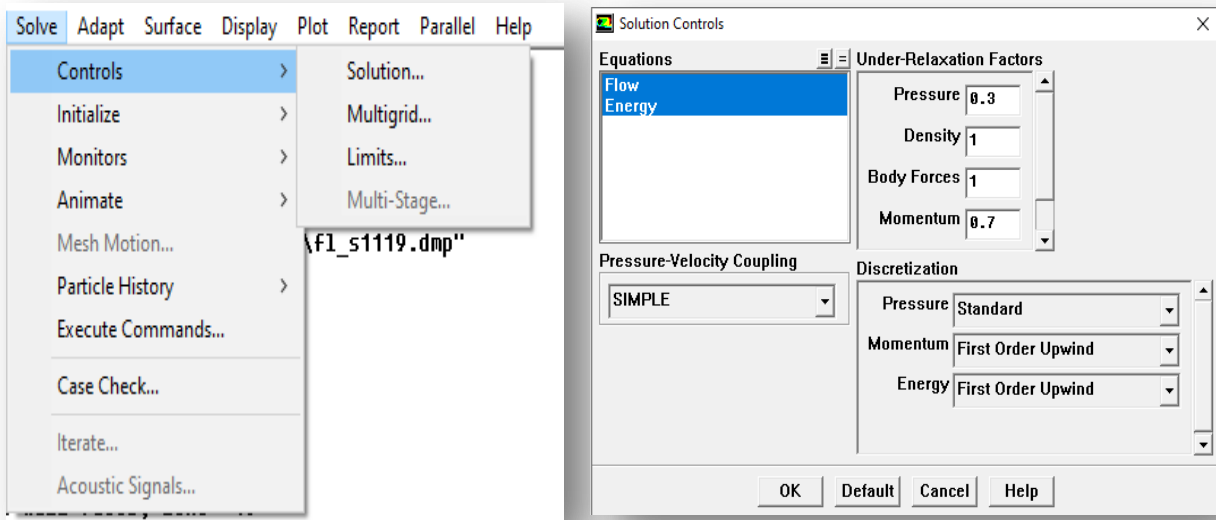 Solve Adapt Surface Display Plot Report Parallel Help
Controls
Initialize
Monitors
Animate
Mesh Motion...
Particle History
Execute Commands...
Case Check...
Iterate...
Acoustic Signals...
Solution...
Multigrid...
Limits...
Multi-Stage...
\fl_s1119.dmp"
Solution Controls
Equations
Flow
Energy
Pressure-Velocity Coupling
SIMPLE
Under-Relaxation Factors
Pressure 0.3
Density 1
Body Forces 1
Momentum 0.7
Discretization
Pressure Standard
Momentum First Order Upwind
Energy First Order Upwind
OK Default Cancel Help